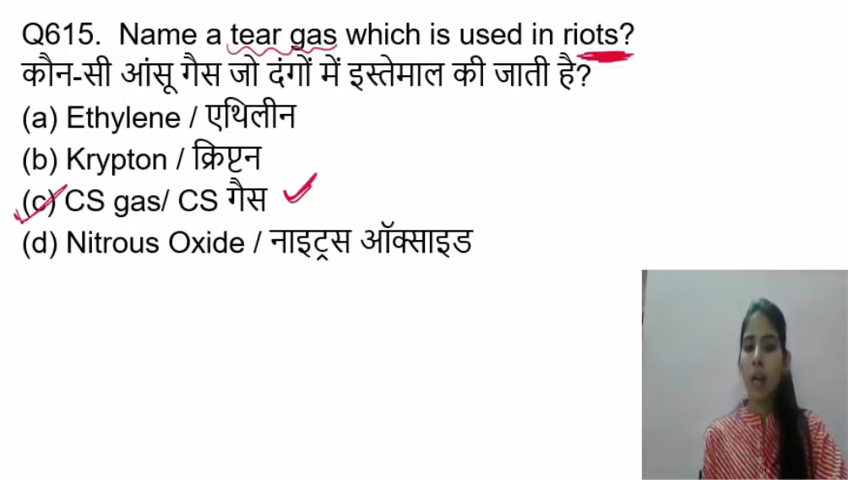 Q615. Name a tear gas which is used in riots?
कौन-सी आंसू गैस जो दंगों में इस्तेमाल की जाती है?
(a) Ethylene / एथिलीन
(b) Krypton / क्रिप्टन
(c) CS gas/ CS गैस
(d) Nitrous Oxide / नाइट्रस ऑक्साइड